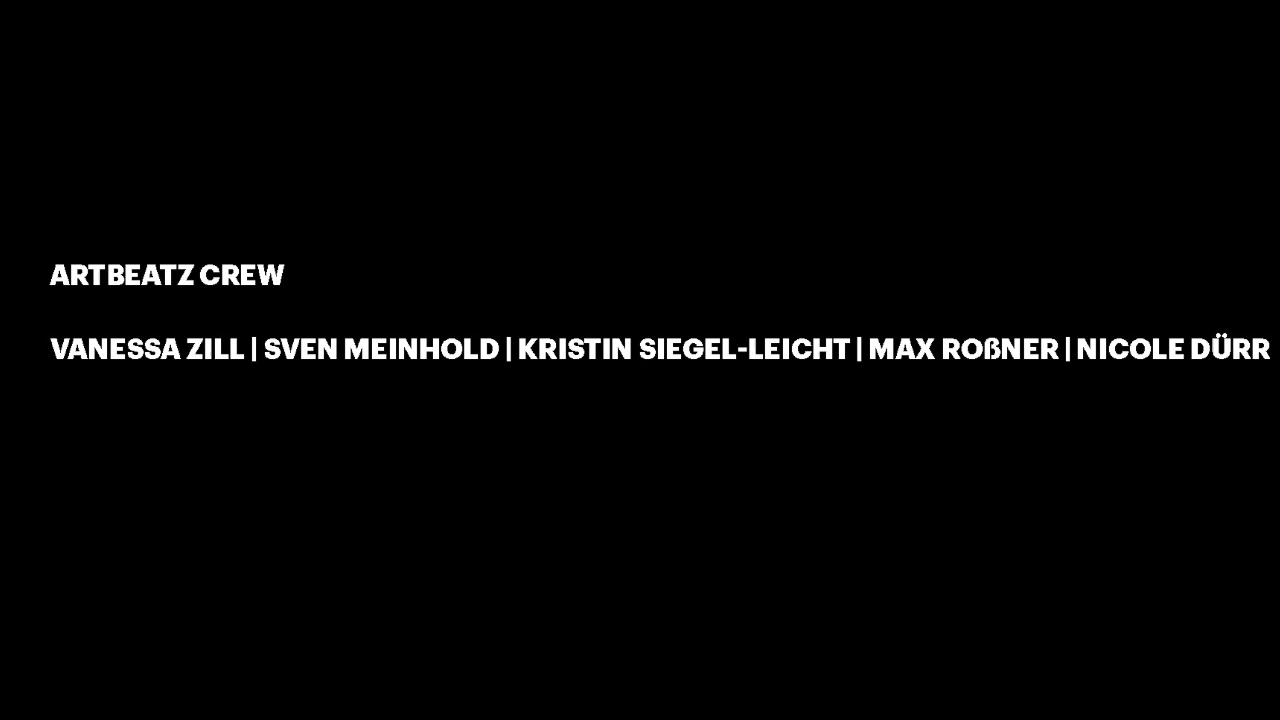 ARTBEATZ CREW
VANESSA ZILL | SVEN MEINHOLD | KRISTIN SIEGEL-LEICHT | MAX ROßNER | NICOLE DÜRR